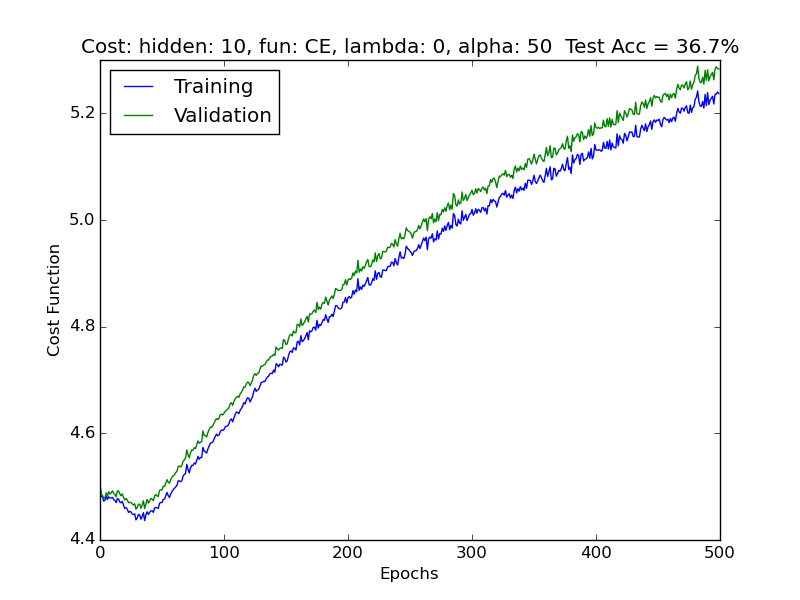 Cost: hidden: 10, fun: CE, lambda: 0, alpha: 50  Test Acc = 36.7%
Training
Validation
5.2
5.0
4.8
4.6
4.4
Cost Function
0
100
200
300
400
500
Epochs